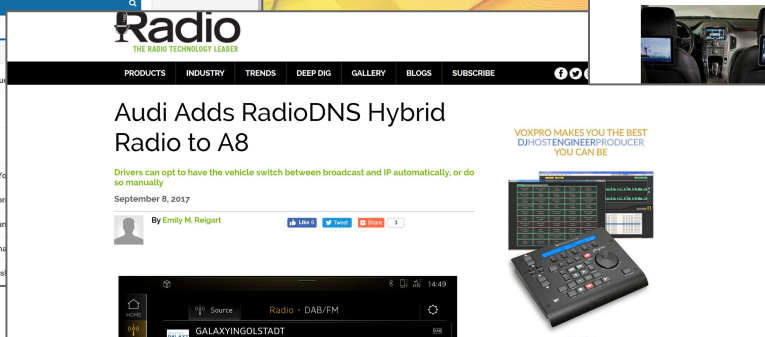 Radio
THE RADIO TECHNOLOGY LEADER
PRODUCTS INDUSTRY TRENDS DEEP DIG GALLERY BLOGS SUBSCRIBE
Audi Adds RadioDNS Hybrid
Radio to A8
Drivers can opt to have the vehicle switch between broadcast and IP automatically, or do
so manually
September 8, 2017
By Emily M. Reigart
Like 6 Tweet Share 3
VOXPRO MAKES YOU THE BEST
DJHOSTENGINEERPRODUCER
YOU CAN BE
14:49
HOME
Source Radio • DAB/FM
GALAXYINGOLSTADT